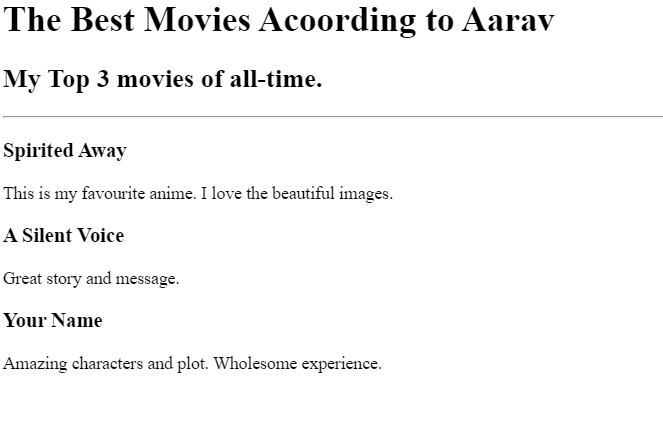 The Best Movies Acoording to Aarav
My Top 3 movies of all-time.
Spirited Away
This is my favourite anime. I love the beautiful images.
A Silent Voice
Great story and message.
Your Name
Amazing characters and plot. Wholesome experience.